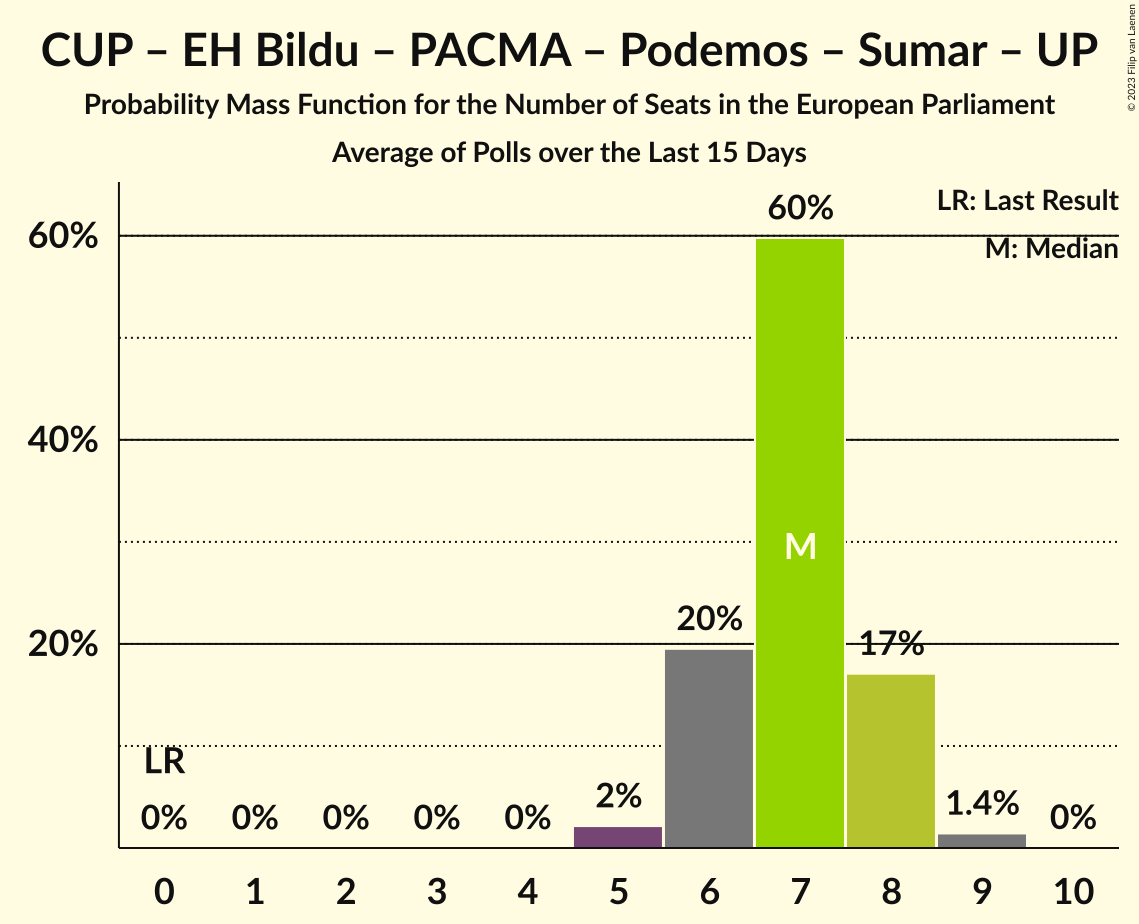 CUP – EH Bildu – PACMA – Podemos – Sumar – UP
Probability Mass Function for the Number of Seats in the European Parliament
Average of Polls over the Last 15 Days
© 2023 Filip van Laenen
LR: Last Result
M: Median
60%
40%
20%
LR
0%
0%
0%
0%
0%
2%
20%
60%
M
17%
1.4%
0%
0 1 2 3 4 5 6 7 8 9 10